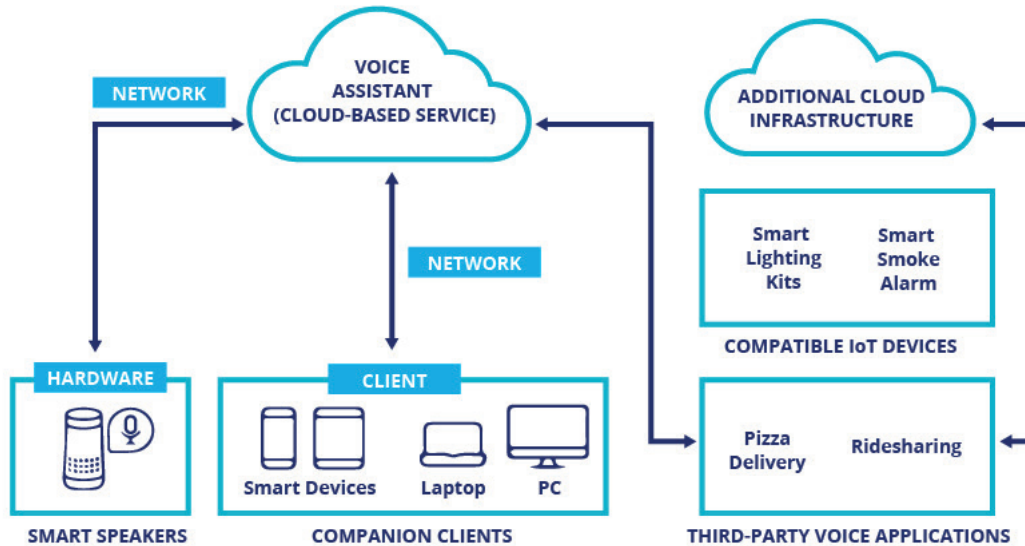 VOICE
ASSISTANT
(CLOUD-BASED SERVICE)
NETWORK
ADDITIONAL CLOUD
INFRASTRUCTURE
NETWORK
Smart
Lighting
Kits
Smart
Smoke
Alarm
COMPATIBLE IoT DEVICES
HARDWARE
SMART SPEAKERS
CLIENT
Smart Devices
Laptop
PC
COMPANION CLIENTS
Pizza
Delivery
Ridesharing
THIRD-PARTY VOICE APPLICATIONS